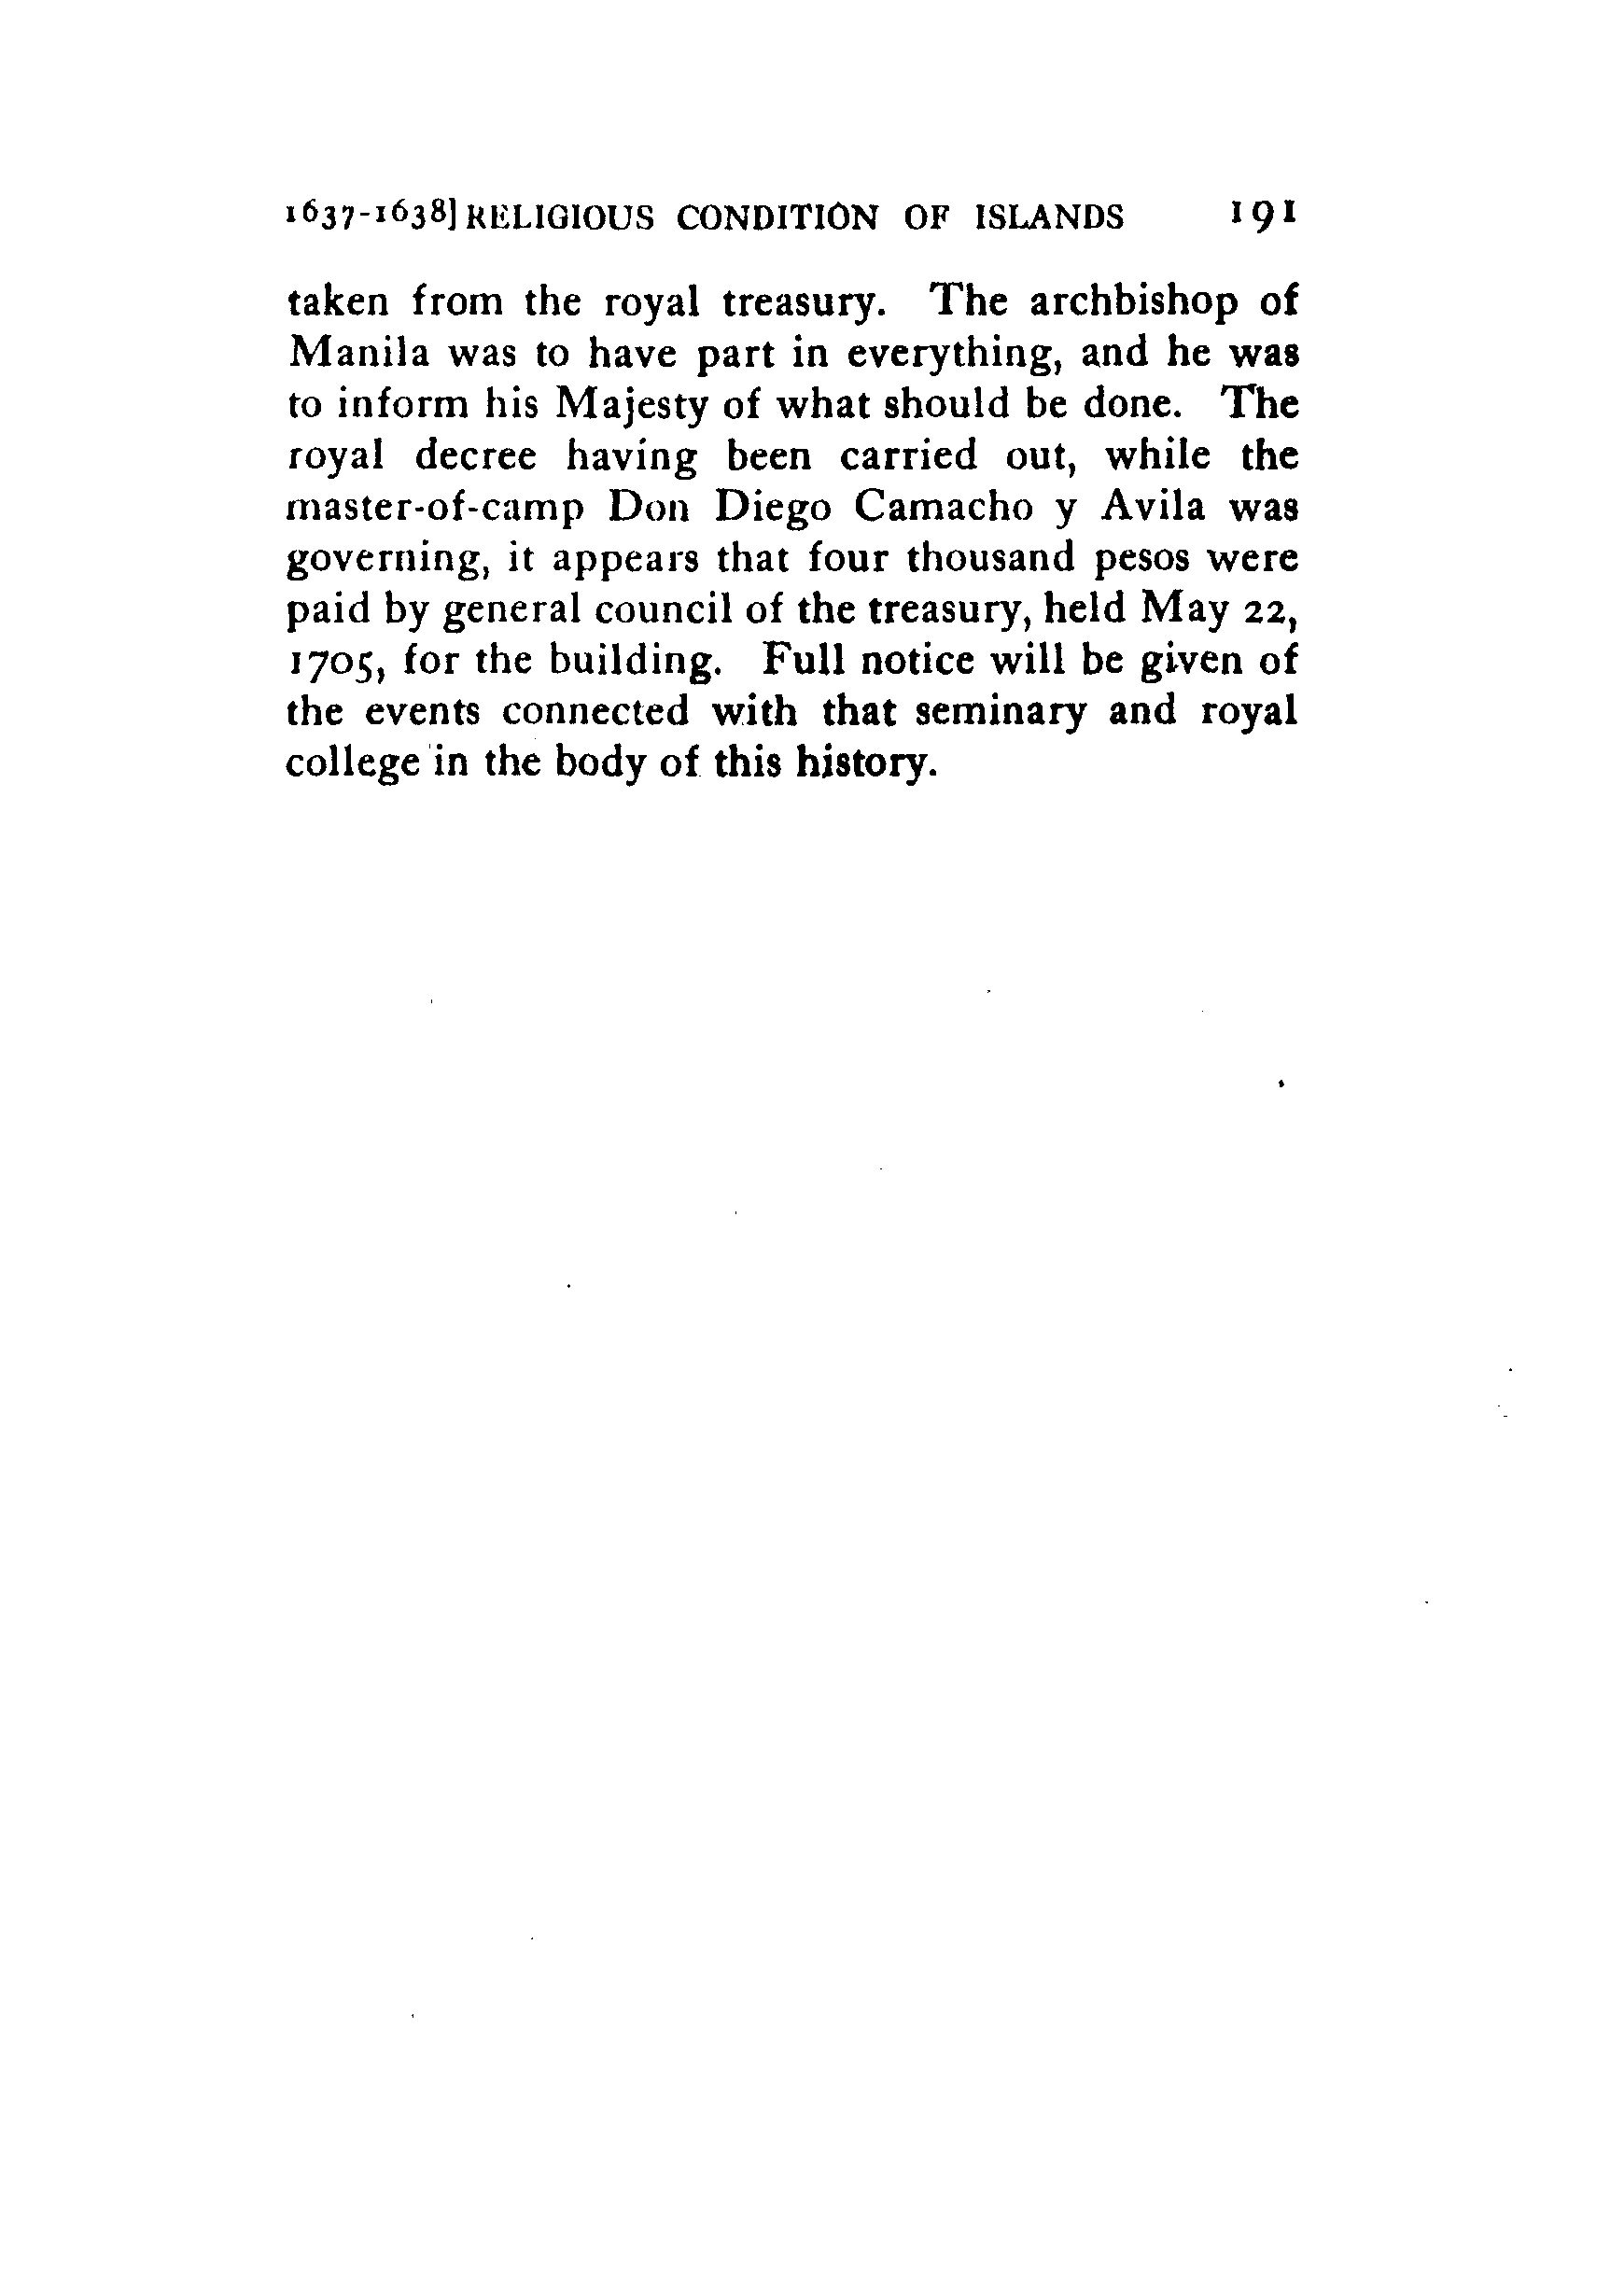 1637-1638] RELIGIOUS CONDITION OF ISLANDS 191
taken from the royal treasury. The archbishop of
Manila was to have part in everything, and he was
to inform his Majesty of what should be done. The
royal decree having been carried out, while the
master-of-camp Don Diego Camacho y Avila was
governing, it appears that four thousand pesos were
paid by general council of the treasury, held May 22,
1705, for the building. Full notice will be given of
the events connected with that seminary and royal
college in the body of this history.